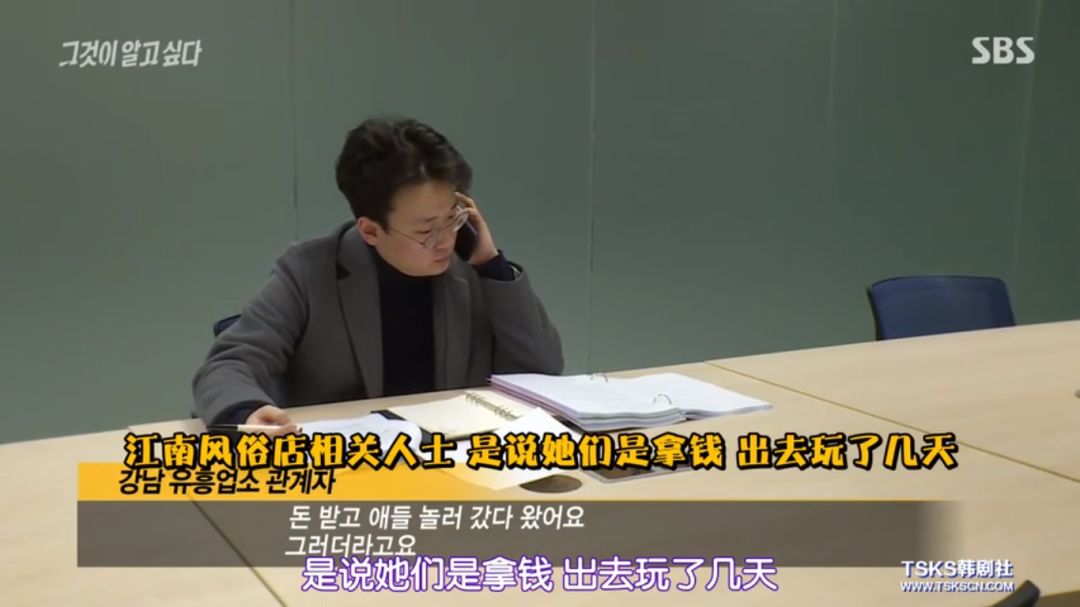 그것이 알고 싶다
SBS
江南风俗店相关人士 是说她们是拿钱 出去玩了几天
강남 유흥업소 관계자
돈 받고 애들 놀러 갔다 왔어요
그러더라고요
是说她们是拿钱 出去玩了几天
TSKS韩剧社
WWW.TSKSCN.COM